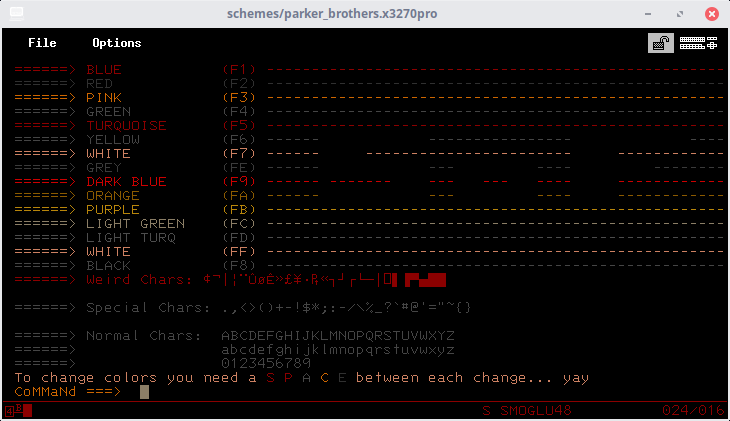 schemes/parker_brothers.x3270pro
File Options
======> BLUE (F1) ------------------------------------------------------------
======> RED (F2) ------------------------------------------------------------
======> PINK (F3) ------------------------------------------------------------
======> GREEN (F4) ------------------------------------------------------------
======> TURQUOISE (F5) ------------------------------------------------------------
======> YELLOW (F6) ------------------------------------------------------------
======> WHITE (F7) ------------------------------------------------------------
======> GREY (FE) ------------------------------------------------------------
======> DARK BLUE (F9) ------------------------------------------------------------
======> ORANGE (FA) ------------------------------------------------------------
======> PURPLE (FB) ------------------------------------------------------------
======> LIGHT GREEN (FC) ------------------------------------------------------------
======> LIGHT TURQ (FD) ------------------------------------------------------------
======> WHITE (FF) ------------------------------------------------------------
======> BLACK (F8) ------------------------------------------------------------
======> Weird Chars:
======> Special Chars: .,<>()+-!$*;:-/\%_?`#@'="~{}
======> Normal Chars: ABCDEFGHIJKLMNOPQRSTUVWXYZ
======> abcdefghijklmnopqrstuvwxyz
======> 0123456789
To change colors you need a S P A C E between each change... yay
CoMMaNd ===>
S SMOGLU48 024/016